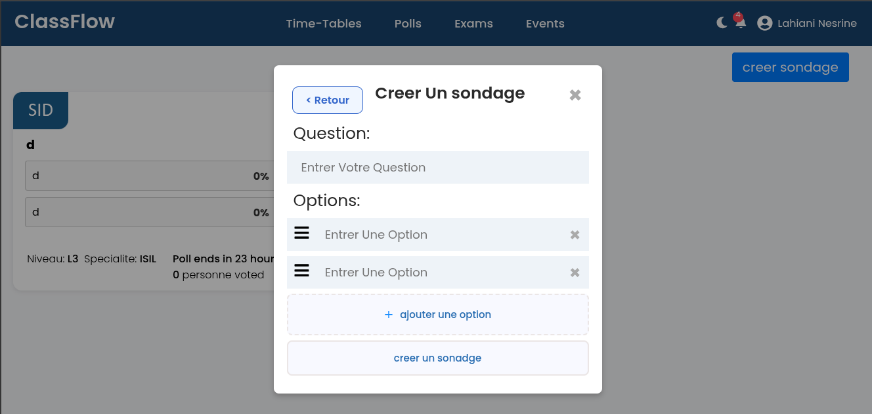 ClassFlow
Time-Tables Polls Exams Events
Lahlani Nesrine
creer sondage
SID
d
d 0%
d 0%
Niveau: L3 Specialite: ISIL Poll ends in 23 hour
0 personne voted
< Retour
Creer Un sondage
Question:
Entrer Votre Question
Options:
Entrer Une Option
Entrer Une Option
+ ajouter une option
creer un sonadge